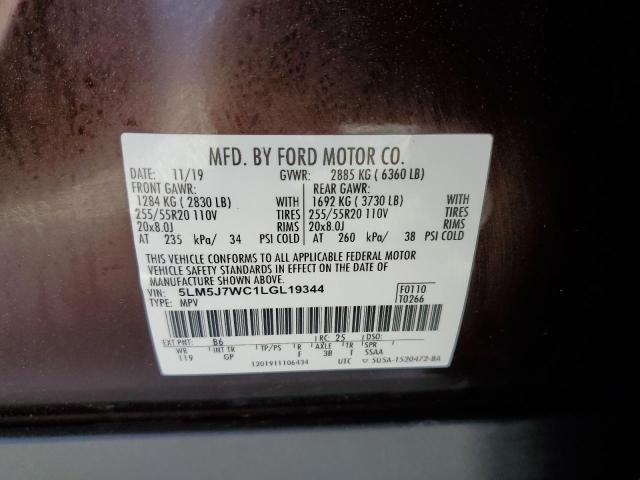 MFD. BY FORD MOTOR CO.
DATE: 11/19 GVWR: 2885 KG ( 6360 LB)
FRONT GAWR: REAR GAWR:
1284 KG ( 2830 LB) WITH 1692 KG ( 3730 LB) WITH
255/55R20 110V TIRES 255/55R20 110V TIRES
20x8.0J RIMS 20x8.0J RIMS
AT 235 kPa/ 34 PSI COLD AT 260 kPa/ 38 PSI COLD
THIS VEHICLE CONFORMS TO ALL APPLICABLE FEDERAL MOTOR
VEHICLE SAFETY STANDARDS IN EFFECT ON THE DATE OF
MANUFACTURE SHOWN ABOVE.
VIN: 5LM5J7WC1LGL19344 F0110
TYPE: MPV T0266
EXT PNT: B6 RC: 25 DSO:
WB INT TR TP/PS R AXLE TR SPR
119 GP F 3B T SSAA
1201911106434 UTC 5USA-1520472-BA